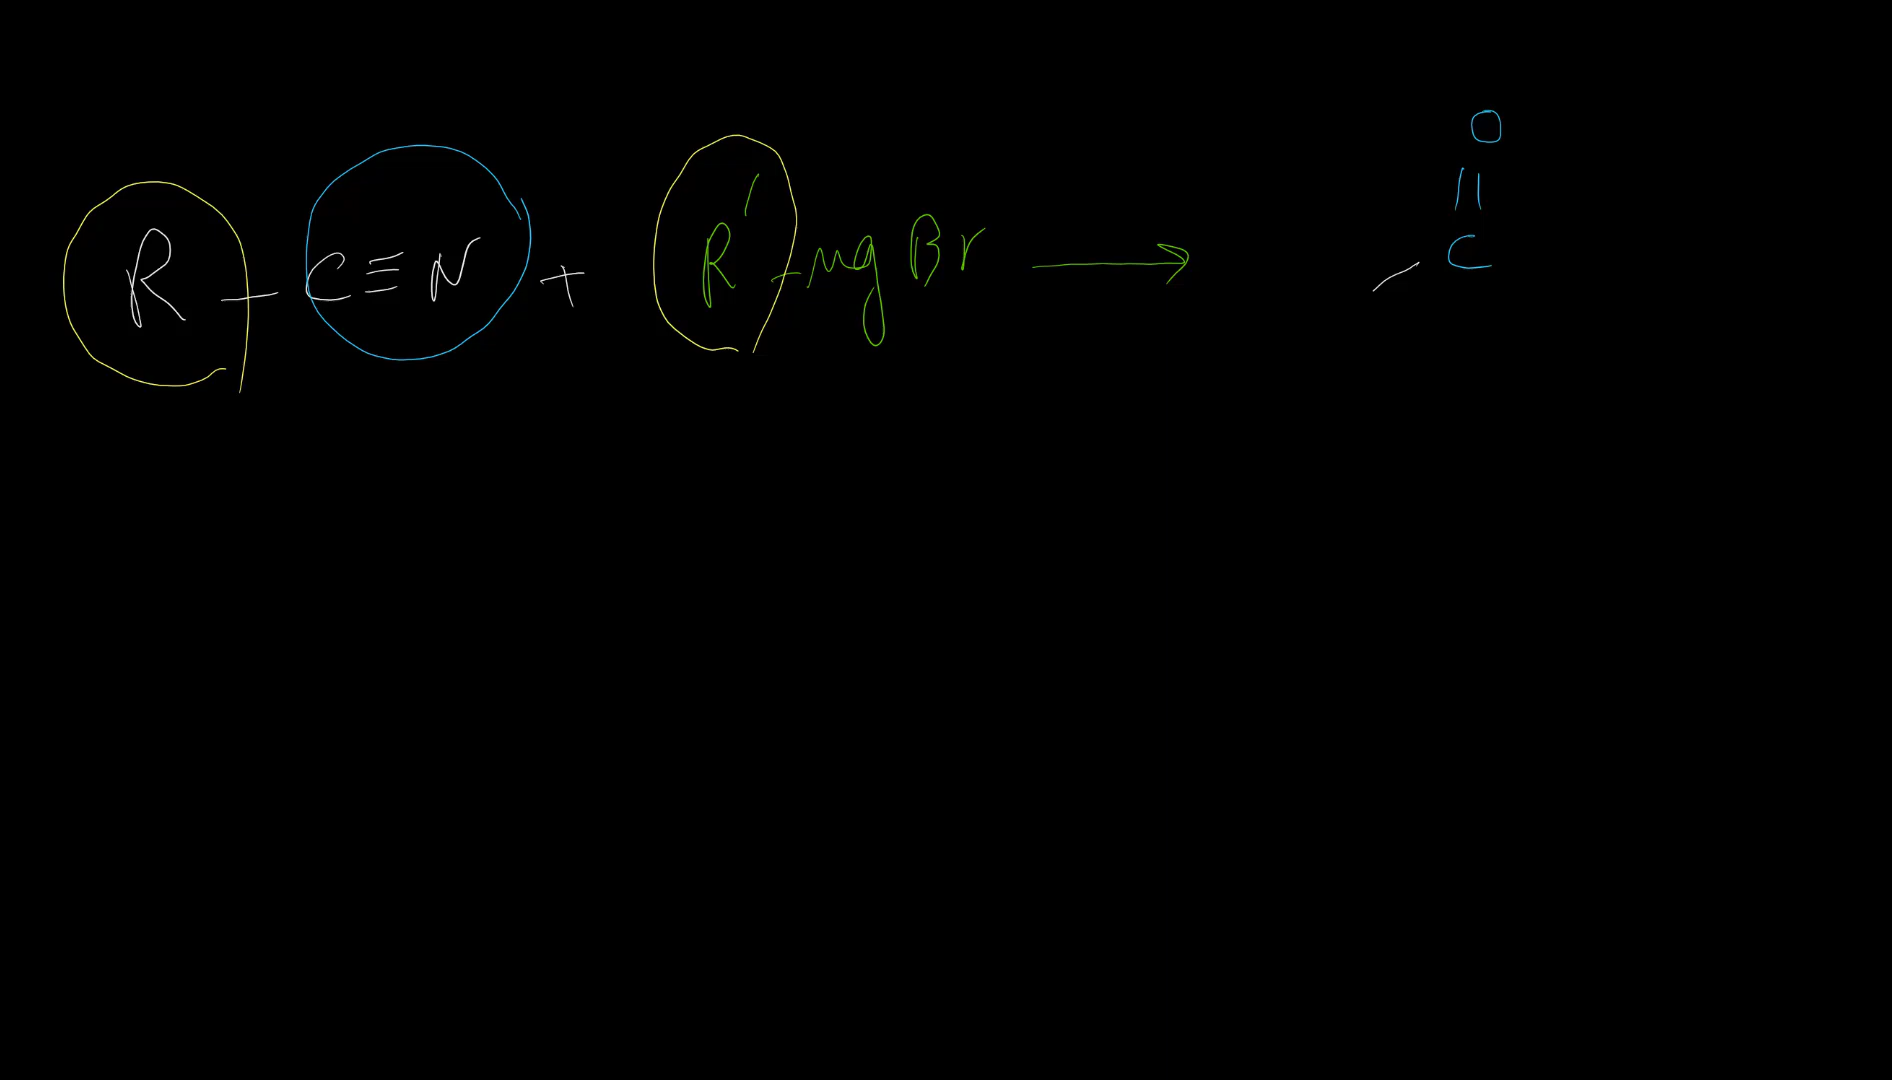 R-C≡N + R'-MgBr →
O
||
C